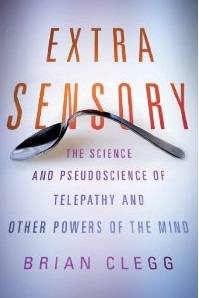 EXTRA
SENSORY
THE SCIENCE
AND PSEUDOSCIENCE OF
TELEPATHY AND
OTHER POWERS OF THE MIND
BRIAN CLEGG